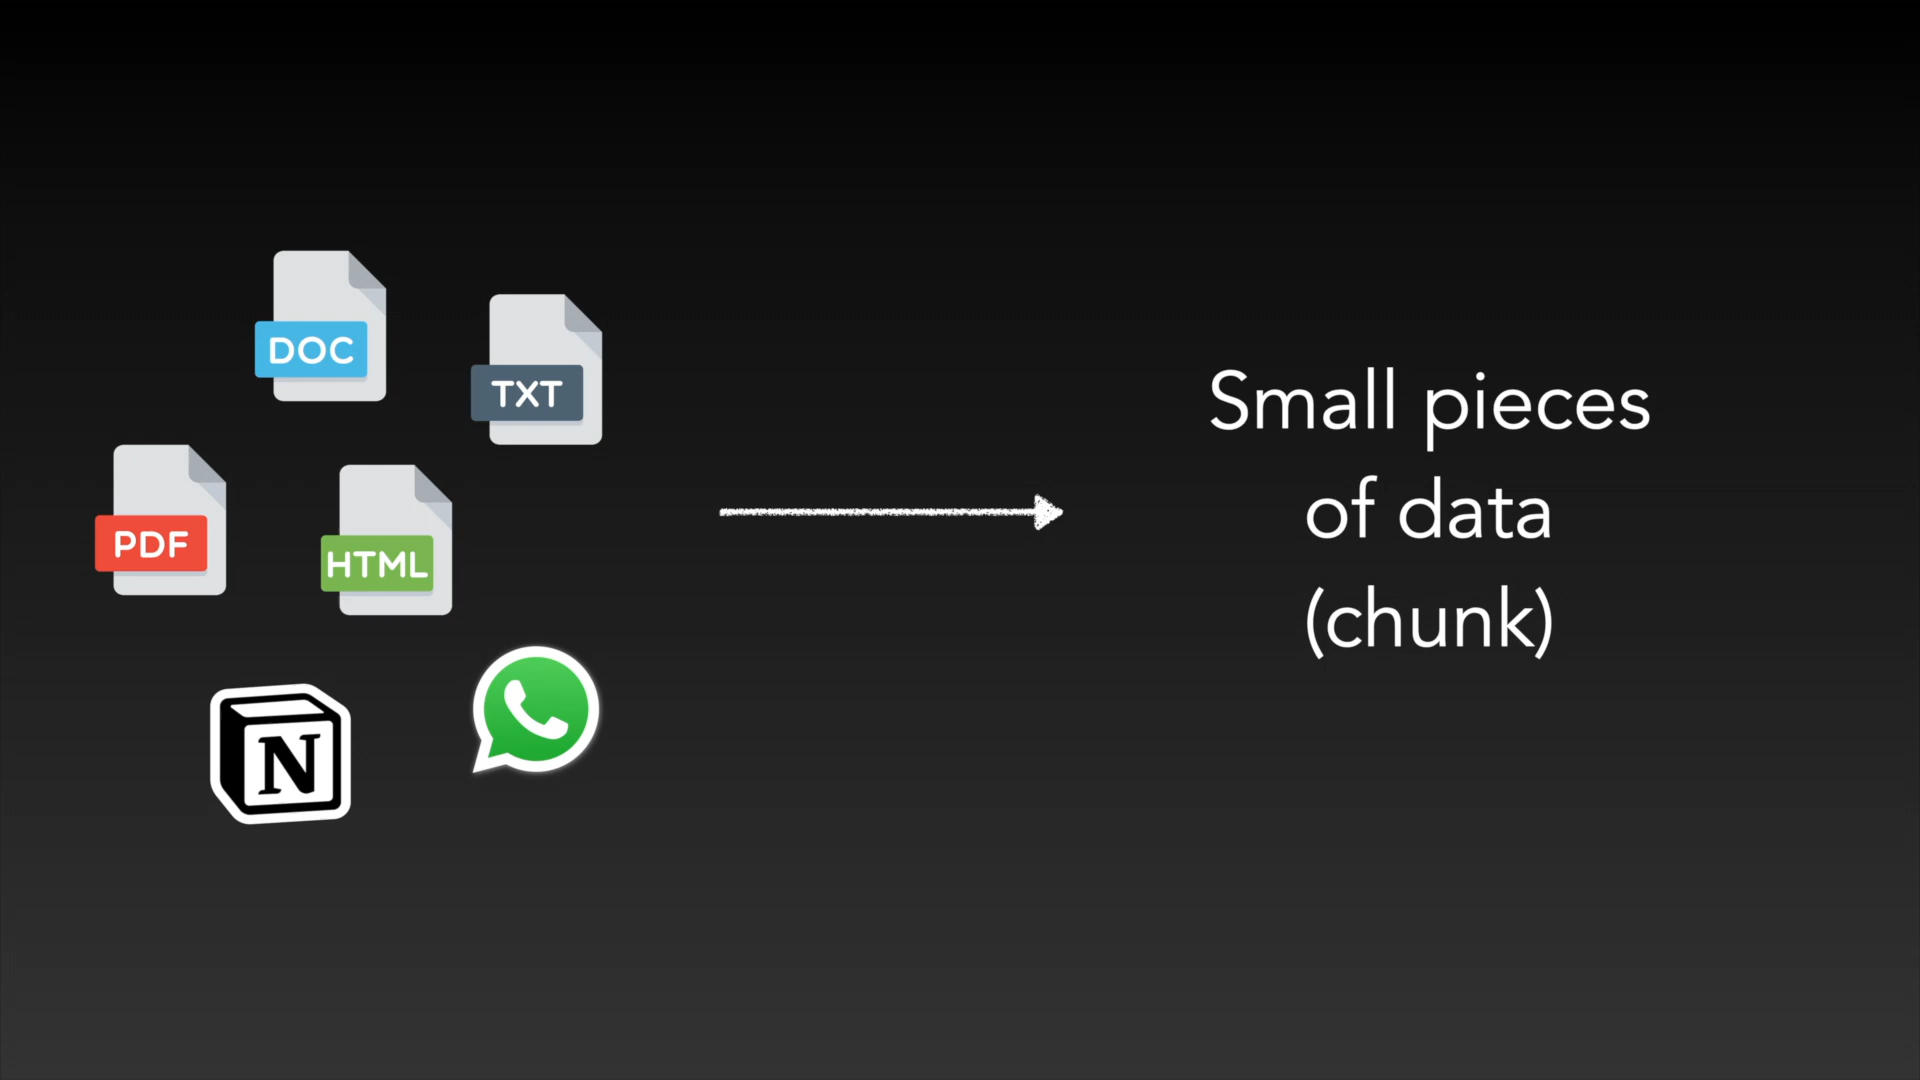 DOC
TXT
PDF
HTML
N
Small pieces
of data
(chunk)